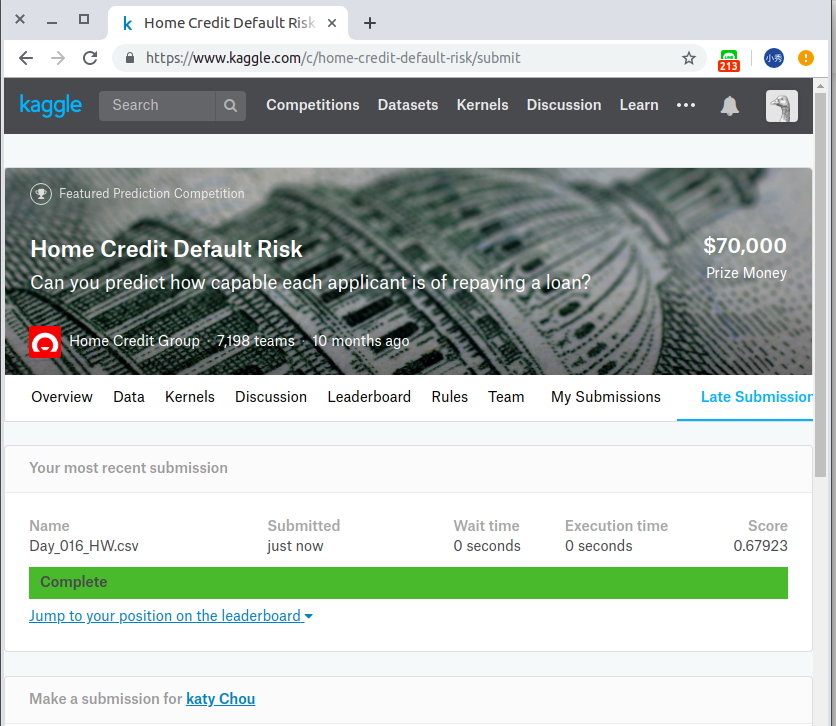 Home Credit Default Risk
https://www.kaggle.com/c/home-credit-default-risk/submit
213
小秀
kaggle
Search
Competitions Datasets Kernels Discussion Learn
Featured Prediction Competition
Home Credit Default Risk
$70,000
Can you predict how capable each applicant is of repaying a loan?
Prize Money
Home Credit Group · 7,198 teams · 10 months ago
Overview Data Kernels Discussion Leaderboard Rules Team My Submissions Late Submission
Your most recent submission
Name Submitted Wait time Execution time Score
Day_016_HW.csv just now 0 seconds 0 seconds 0.67923
Complete
Jump to your position on the leaderboard
Make a submission for katy Chou